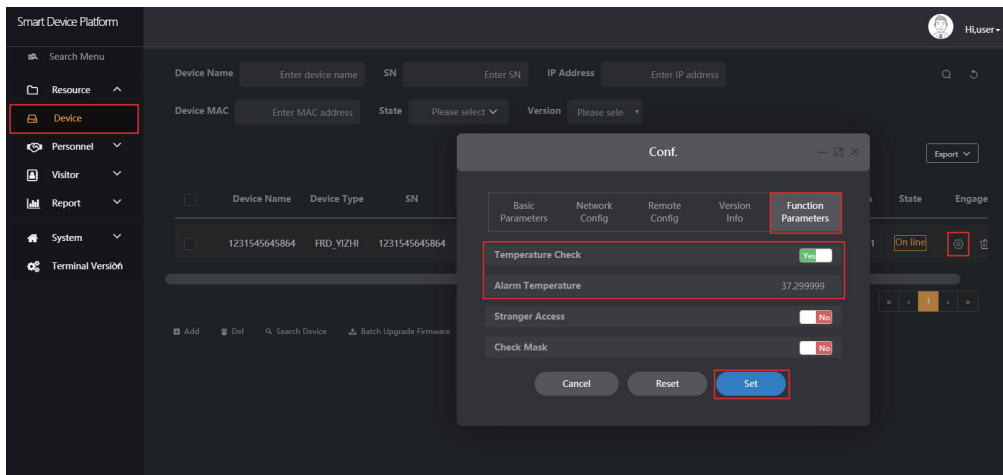 Smart Device Platform
Hi,user
Search Menu
Resource
Device
Personnel
Visitor
Report
System
Terminal Version
Device Name Enter device name SN Enter SN IP Address Enter IP address
Device MAC Enter MAC address State Please select Version Please sele
Export
Device Name Device Type SN State Engage
1231545645864 FRD_YIZHI 1231545645864 1 On line
« ‹ 1 › »
Add Del Search Device Batch Upgrade Firmware
Conf.
Basic Parameters
Network Config
Remote Config
Version Info
Function Parameters
Temperature Check Yes
Alarm Temperature 37.299999
Stranger Access No
Check Mask No
Cancel Reset Set